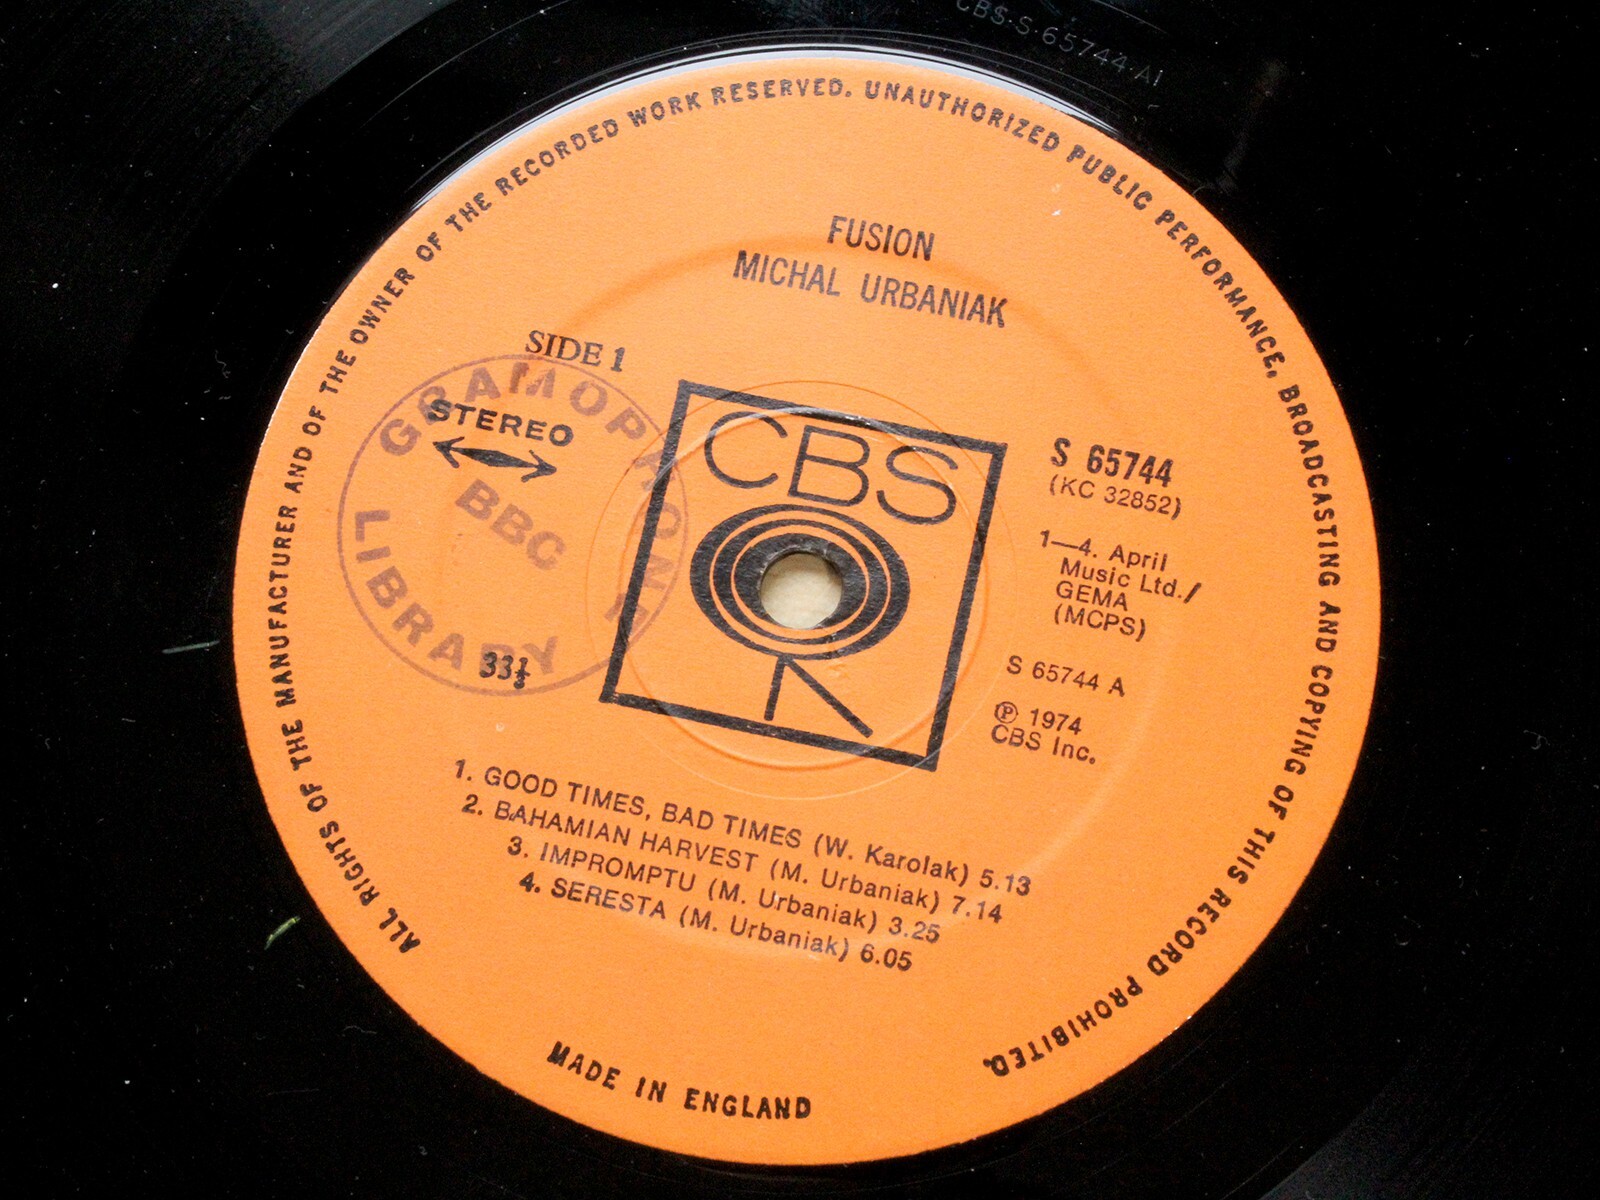 CBS·S·65744·A1
ALL RIGHTS OF THE MANUFACTURER AND OF THE OWNER OF THE RECORDED WORK RESERVED. UNAUTHORIZED PUBLIC PERFORMANCE, BROADCASTING AND COPYING OF THIS RECORD PROHIBITED.
FUSION
MICHAL URBANIAK
SIDE 1
STEREO
GRAMOPHONE
BBC
LIBRARY
33⅓
CBS
S 65744
(KC 32852)
1—4. April
Music Ltd./
GEMA
(MCPS)
S 65744 A
℗ 1974
CBS Inc.
1. GOOD TIMES, BAD TIMES (W. Karolak) 5.13
2. BAHAMIAN HARVEST (M. Urbaniak) 7.14
3. IMPROMPTU (M. Urbaniak) 3.25
4. SERESTA (M. Urbaniak) 6.05
MADE IN ENGLAND